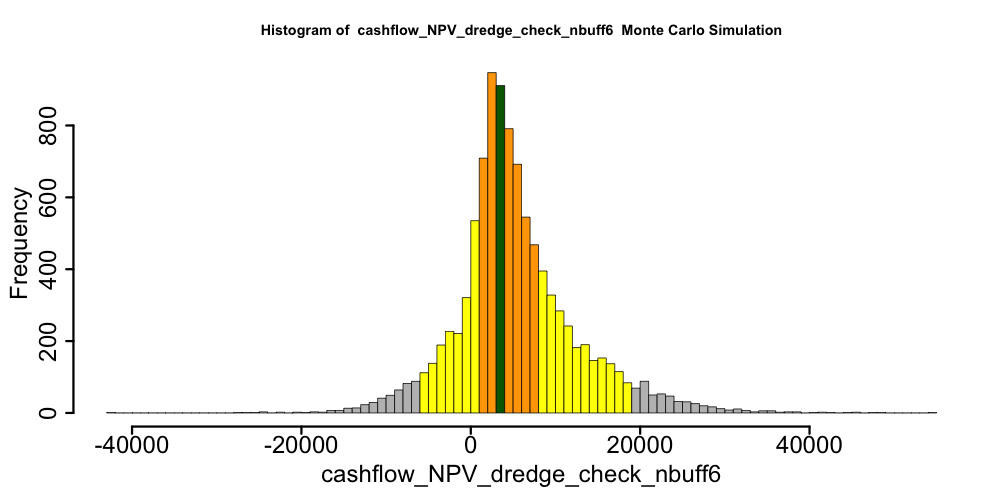 Histogram of  cashflow_NPV_dredge_check_nbuff6  Monte Carlo Simulation
Frequency
800
600
400
200
0
-40000 -20000 0 20000 40000
cashflow_NPV_dredge_check_nbuff6